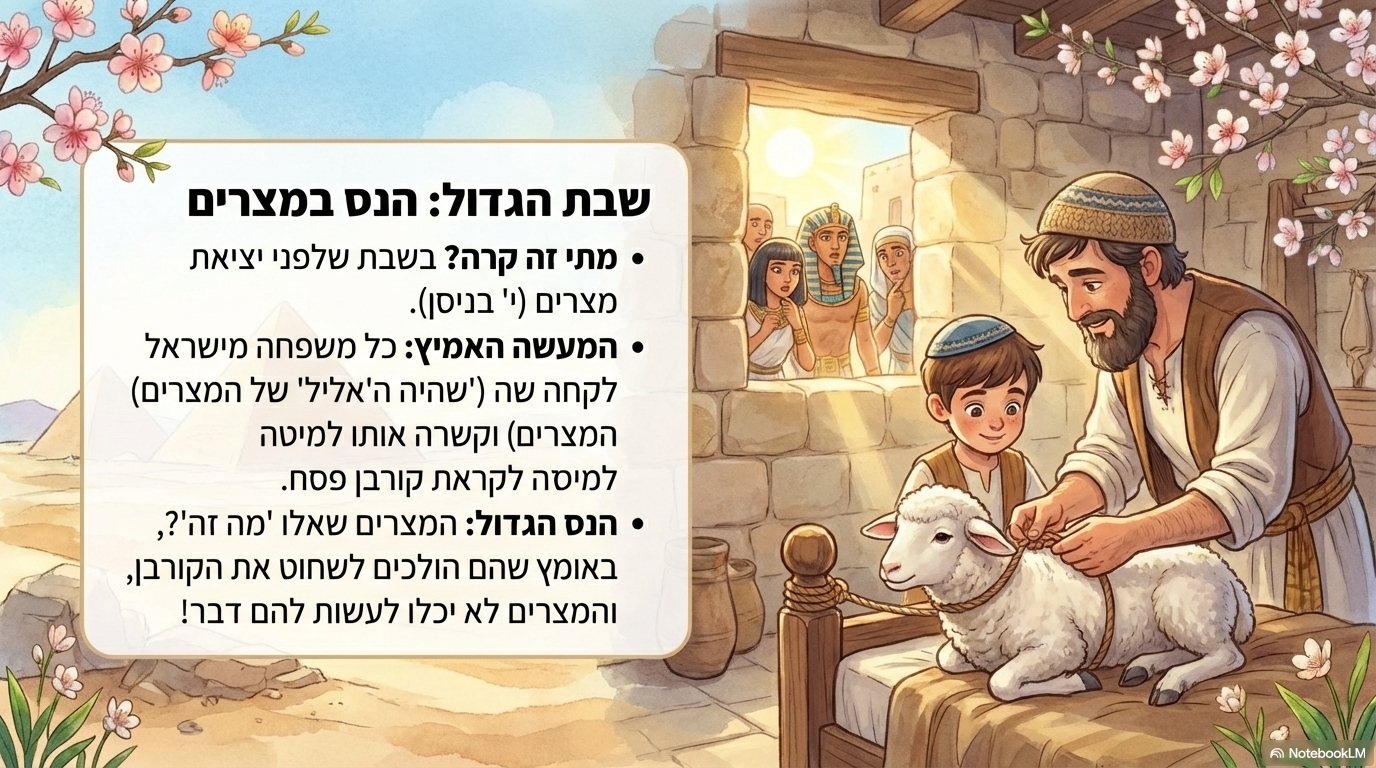 שבת הגדול: הנס במצרים
• מתי זה קרה? בשבת שלפני יציאת
מצרים (י' בניסן).
• המעשה האמיץ: כל משפחה מישראל
לקחה שה ('שהיה ה'אליל' של המצרים)
המצרים) וקשרה אותו למיטה
למיסה לקראת קורבן פסח.
• הנס הגדול: המצרים שאלו 'מה זה'?,
באומץ שהם הולכים לשחוט את הקורבן,
והמצרים לא יכלו לעשות להם דבר!
NotebookLM